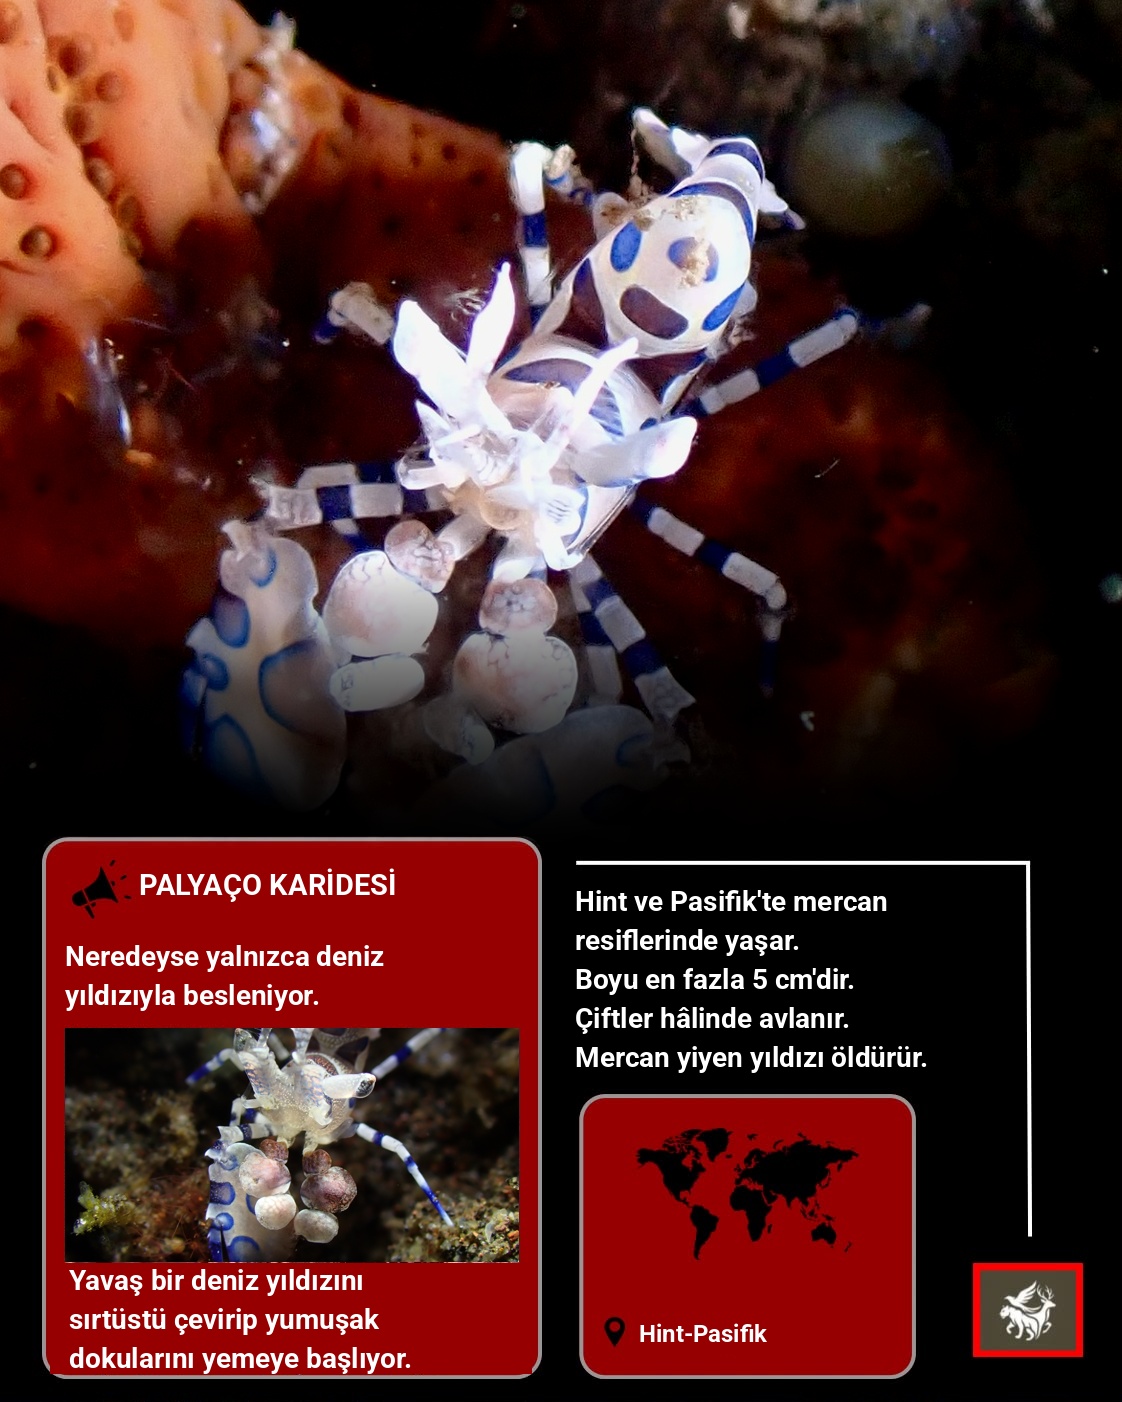 PALYAÇO KARİDESİ
Neredeyse yalnızca deniz
yıldızıyla besleniyor.
Yavaş bir deniz yıldızını
sırtüstü çevirip yumuşak
dokularını yemeye başlıyor.
Hint ve Pasifik'te mercan
resiflerinde yaşar.
Boyu en fazla 5 cm'dir.
Çiftler hâlinde avlanır.
Mercan yiyen yıldızı öldürür.
Hint-Pasifik